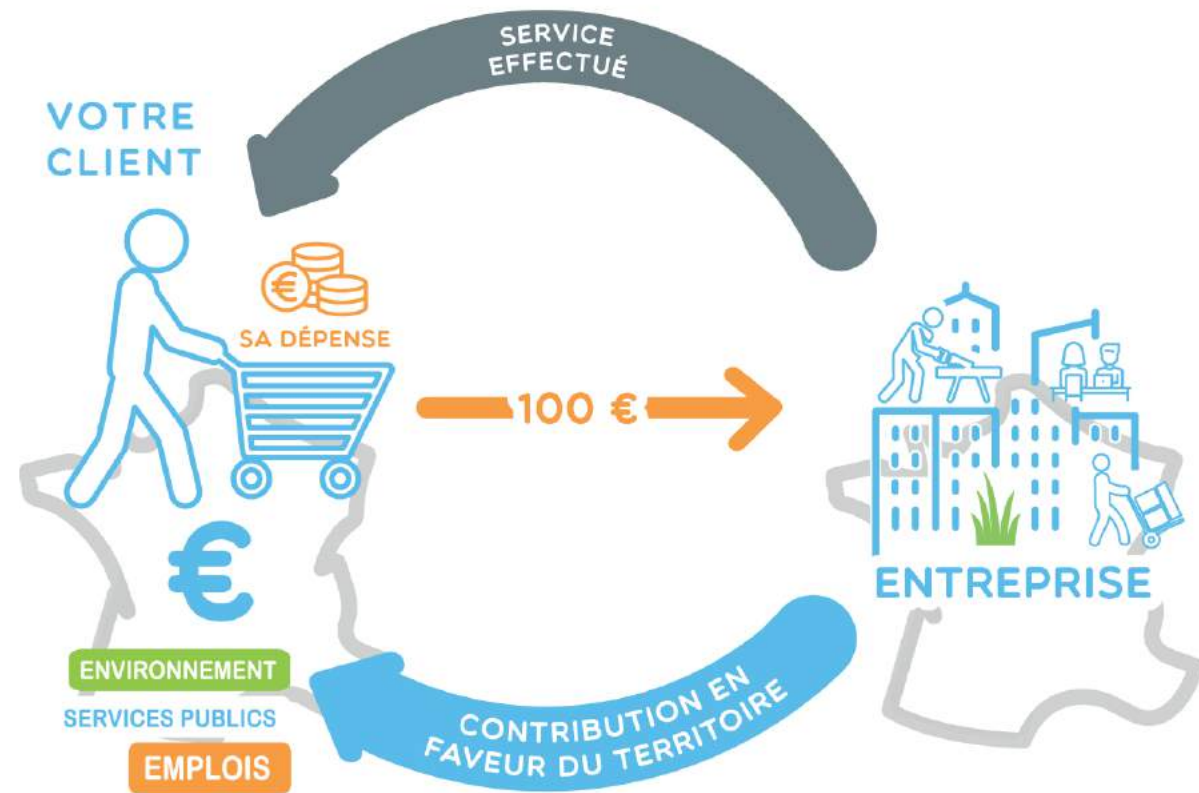 SERVICE
EFFECTUÉ
VOTRE
CLIENT
€
SA DÉPENSE
100 €
ENTREPRISE
€
ENVIRONNEMENT
SERVICES PUBLICS
EMPLOIS
CONTRIBUTION EN
FAVEUR DU TERRITOIRE